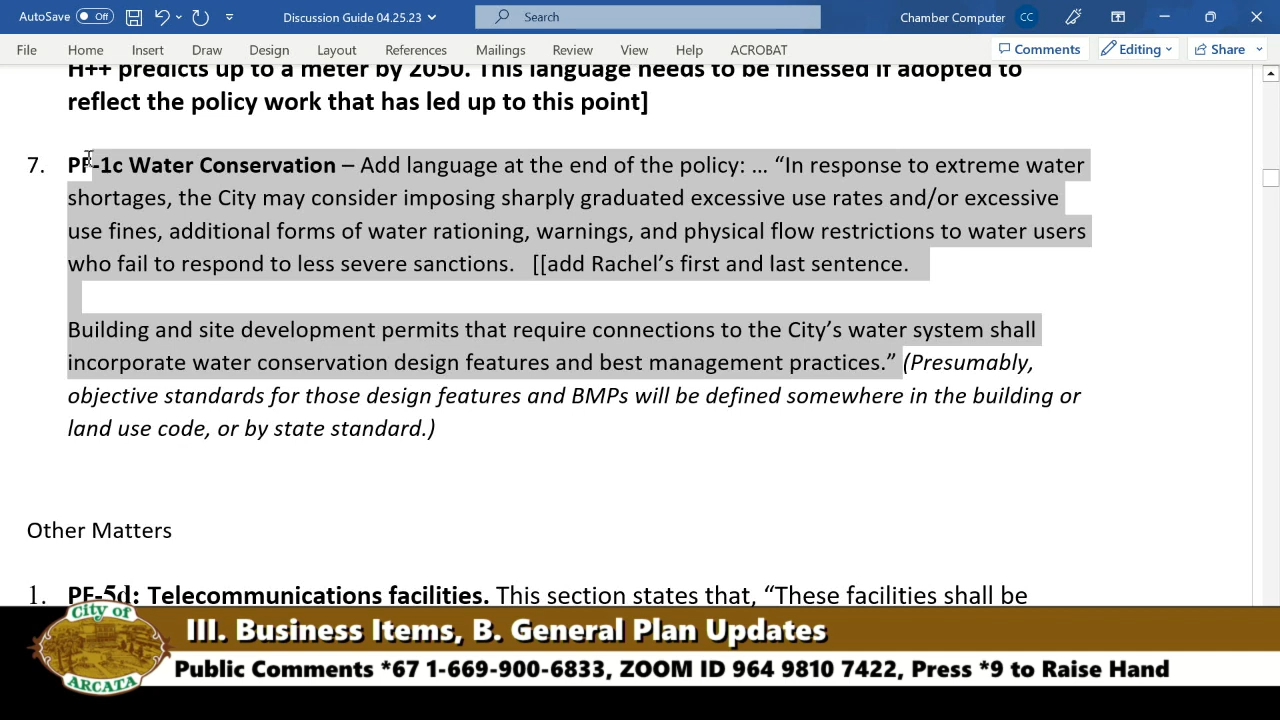 AutoSave Off Discussion Guide 04.25.23 Search Chamber Computer CC
File Home Insert Draw Design Layout References Mailings Review View Help ACROBAT Comments Editing Share
H++ predicts up to a meter by 2050. This language needs to be finessed if adopted to
reflect the policy work that has led up to this point]
7. PF-1c Water Conservation – Add language at the end of the policy: … “In response to extreme water
shortages, the City may consider imposing sharply graduated excessive use rates and/or excessive
use fines, additional forms of water rationing, warnings, and physical flow restrictions to water users
who fail to respond to less severe sanctions. [[add Rachel’s first and last sentence.
Building and site development permits that require connections to the City’s water system shall
incorporate water conservation design features and best management practices.” (Presumably,
objective standards for those design features and BMPs will be defined somewhere in the building or
land use code, or by state standard.)
Other Matters
1. PF-5d: Telecommunications facilities. This section states that, “These facilities shall be
City of
ARCATA
III. Business Items, B. General Plan Updates
Public Comments *67 1-669-900-6833, ZOOM ID 964 9810 7422, Press *9 to Raise Hand